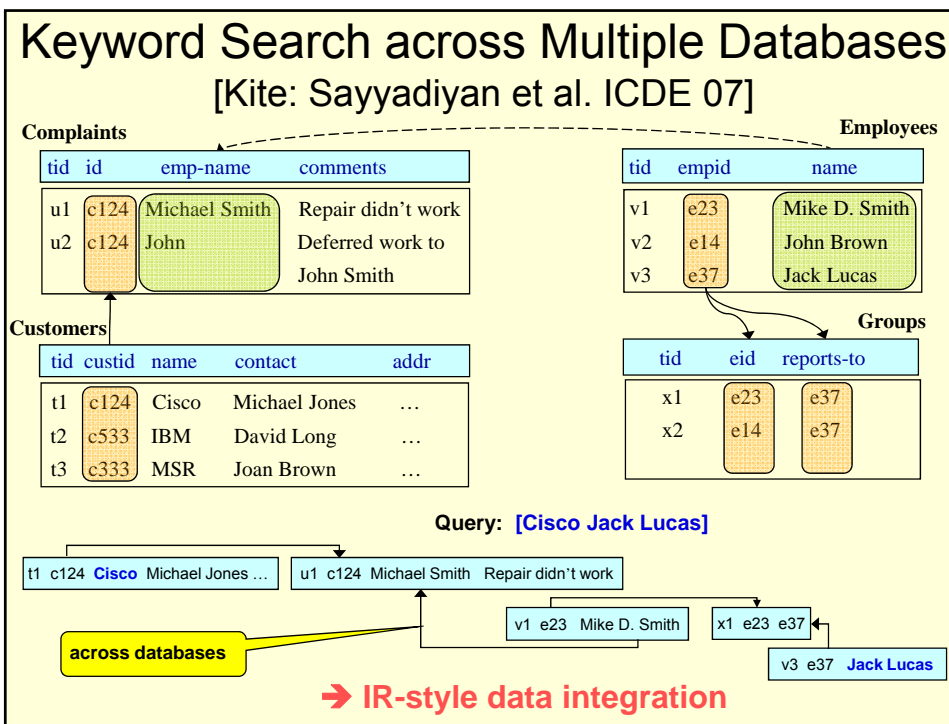 Keyword Search across Multiple Databases
[Kite: Sayyadiyan et al. ICDE 07]
Complaints
tid id emp-name comments
u1 c124 Michael Smith Repair didn't work
u2 c124 John Deferred work to
John Smith
Employees
tid empid name
v1 e23 Mike D. Smith
v2 e14 John Brown
v3 e37 Jack Lucas
Customers
tid custid name contact addr
t1 c124 Cisco Michael Jones …
t2 c533 IBM David Long …
t3 c333 MSR Joan Brown …
Groups
tid eid reports-to
x1 e23 e37
x2 e14 e37
Query: [Cisco Jack Lucas]
t1 c124 Cisco Michael Jones …
u1 c124 Michael Smith Repair didn't work
v1 e23 Mike D. Smith
x1 e23 e37
across databases
v3 e37 Jack Lucas
➔ IR-style data integration